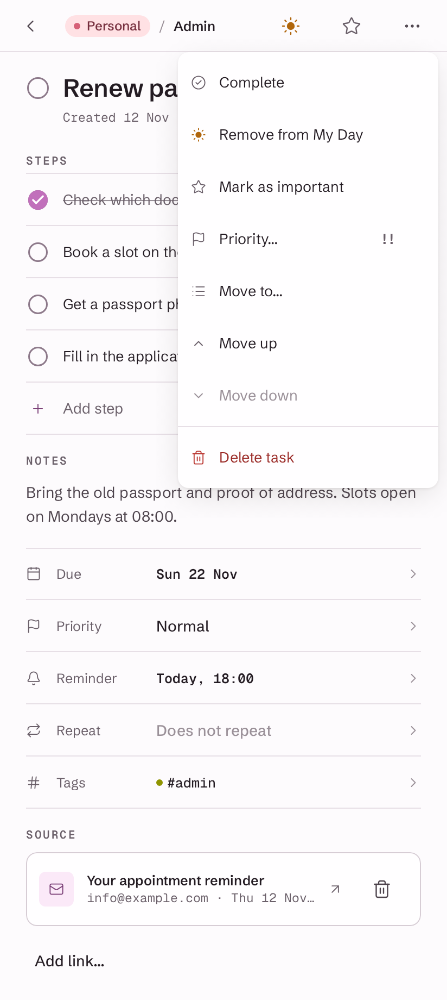 Personal / Admin
Renew pa
Created 12 Nov
Complete
Remove from My Day
Mark as important
Priority… !!
Move to…
Move up
Move down
Delete task
STEPS
Check which doc
Book a slot on th
Get a passport ph
Fill in the applica
Add step
NOTES
Bring the old passport and proof of address. Slots open
on Mondays at 08:00.
Due Sun 22 Nov
Priority Normal
Reminder Today, 18:00
Repeat Does not repeat
Tags #admin
SOURCE
Your appointment reminder
info@example.com · Thu 12 Nov…
Add link…